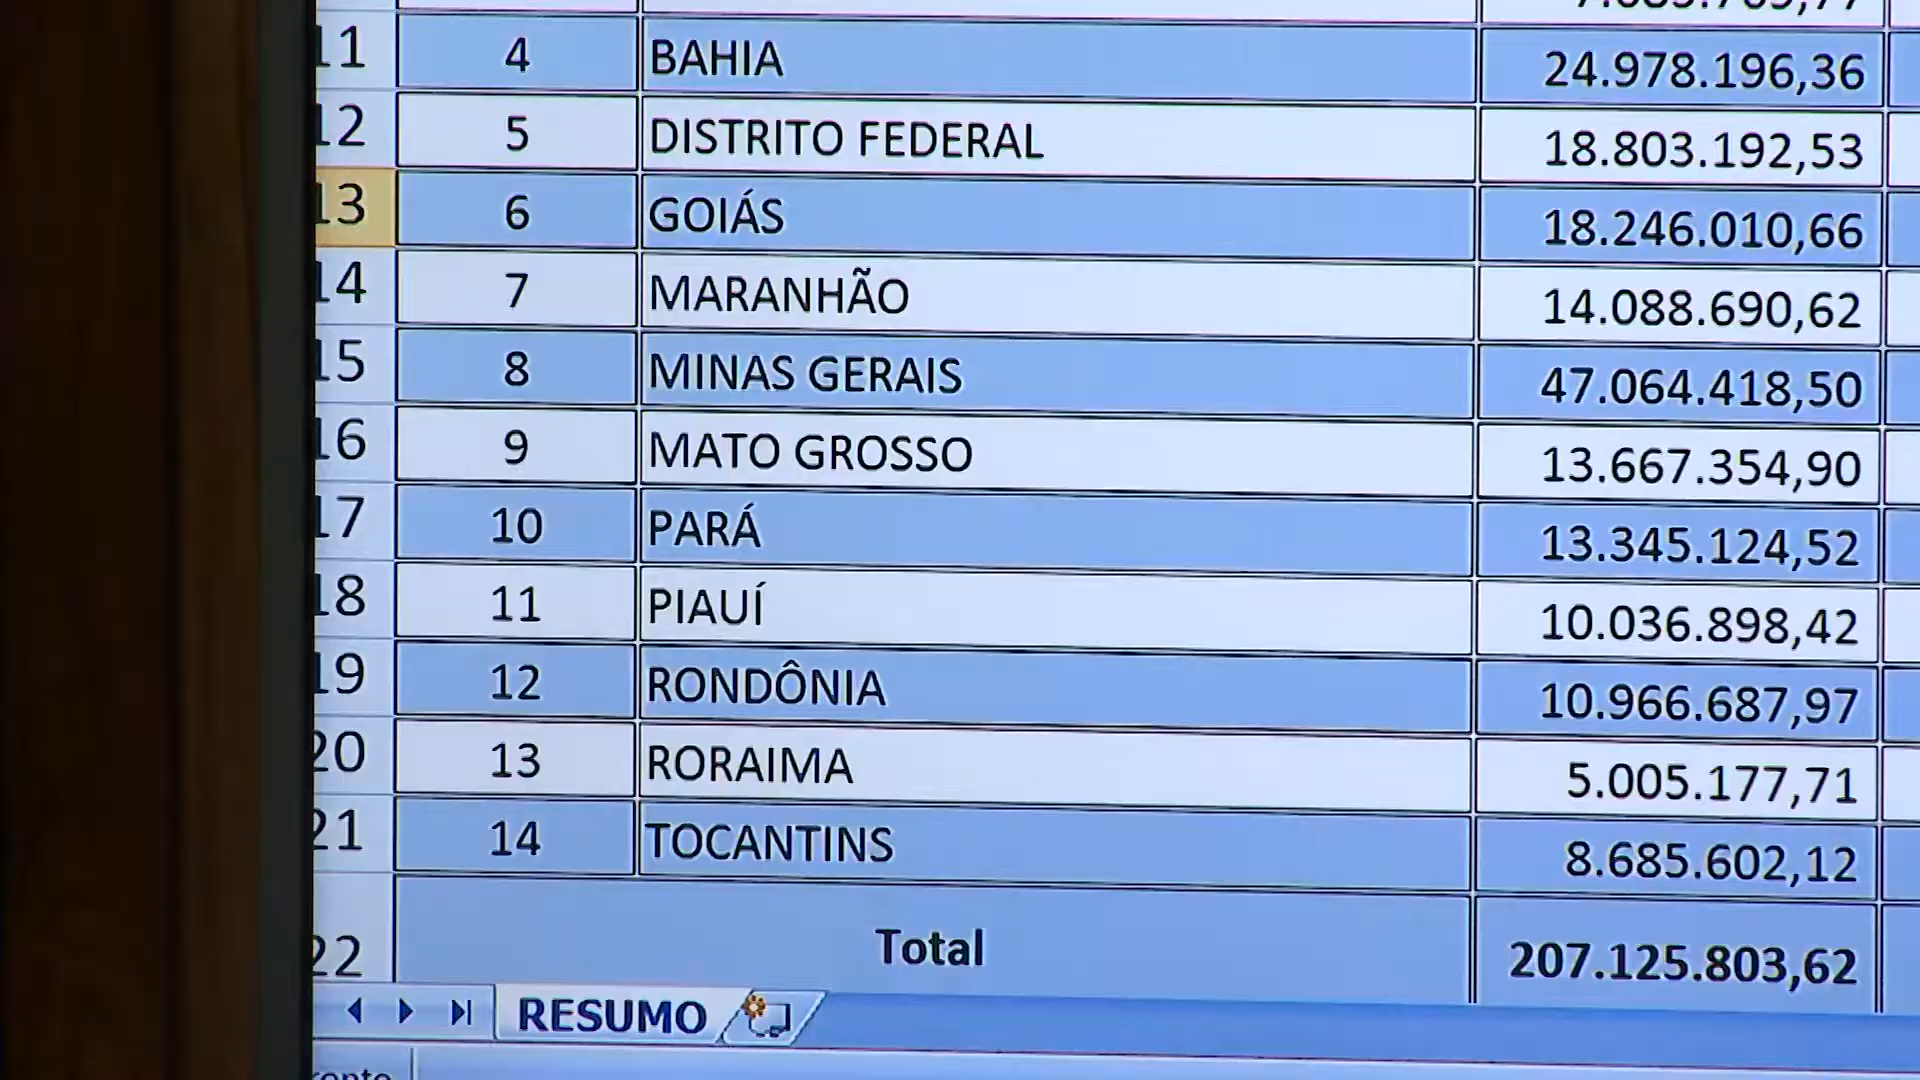 11 4 BAHIA 24.978.196,36
12 5 DISTRITO FEDERAL 18.803.192,53
13 6 GOIÁS 18.246.010,66
14 7 MARANHÃO 14.088.690,62
15 8 MINAS GERAIS 47.064.418,50
16 9 MATO GROSSO 13.667.354,90
17 10 PARÁ 13.345.124,52
18 11 PIAUÍ 10.036.898,42
19 12 RONDÔNIA 10.966.687,97
20 13 RORAIMA 5.005.177,71
21 14 TOCANTINS 8.685.602,12
22 Total 207.125.803,62
RESUMO